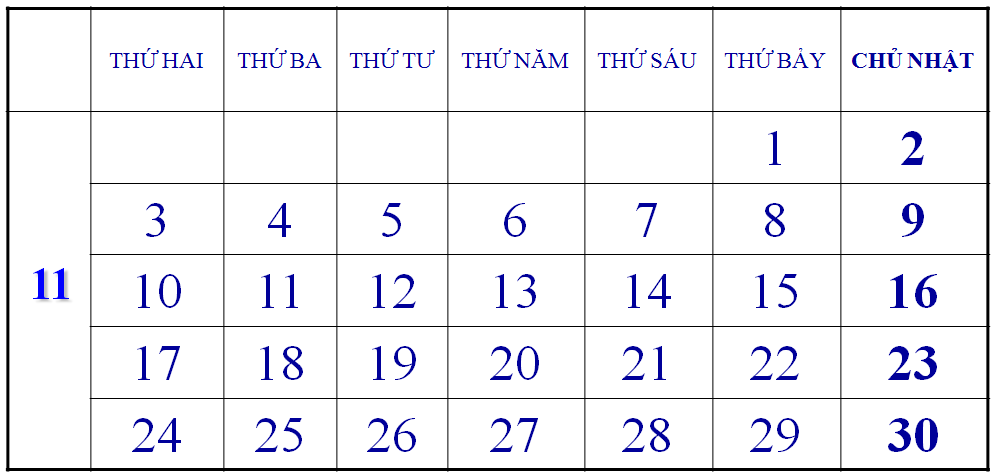 THỨ HAI THỨ BA THỨ TƯ THỨ NĂM THỨ SÁU THỨ BẢY CHỦ NHẬT
1 2
3 4 5 6 7 8 9
11 10 11 12 13 14 15 16
17 18 19 20 21 22 23
24 25 26 27 28 29 30